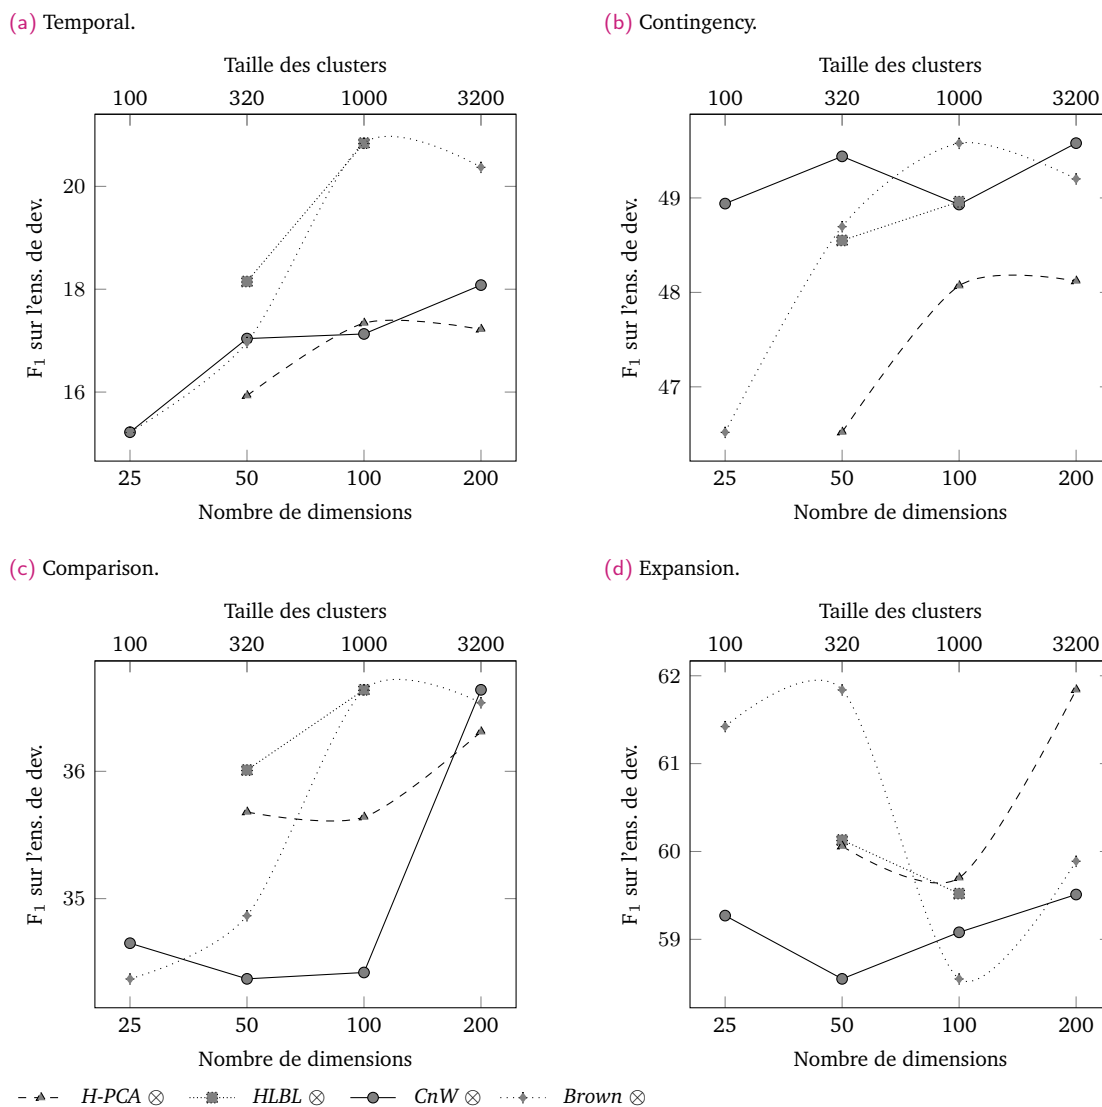 (a) Temporal.
Taille des clusters
100 320 1000 3200
20
18
16
F1 sur l'ens. de dev.
25 50 100 200
Nombre de dimensions
(b) Contingency.
Taille des clusters
100 320 1000 3200
49
48
47
F1 sur l'ens. de dev.
25 50 100 200
Nombre de dimensions
(c) Comparison.
Taille des clusters
100 320 1000 3200
36
35
F1 sur l'ens. de dev.
25 50 100 200
Nombre de dimensions
(d) Expansion.
Taille des clusters
100 320 1000 3200
62
61
60
59
F1 sur l'ens. de dev.
25 50 100 200
Nombre de dimensions
H-PCA ⊗ HLBL ⊗ CnW ⊗ Brown ⊗